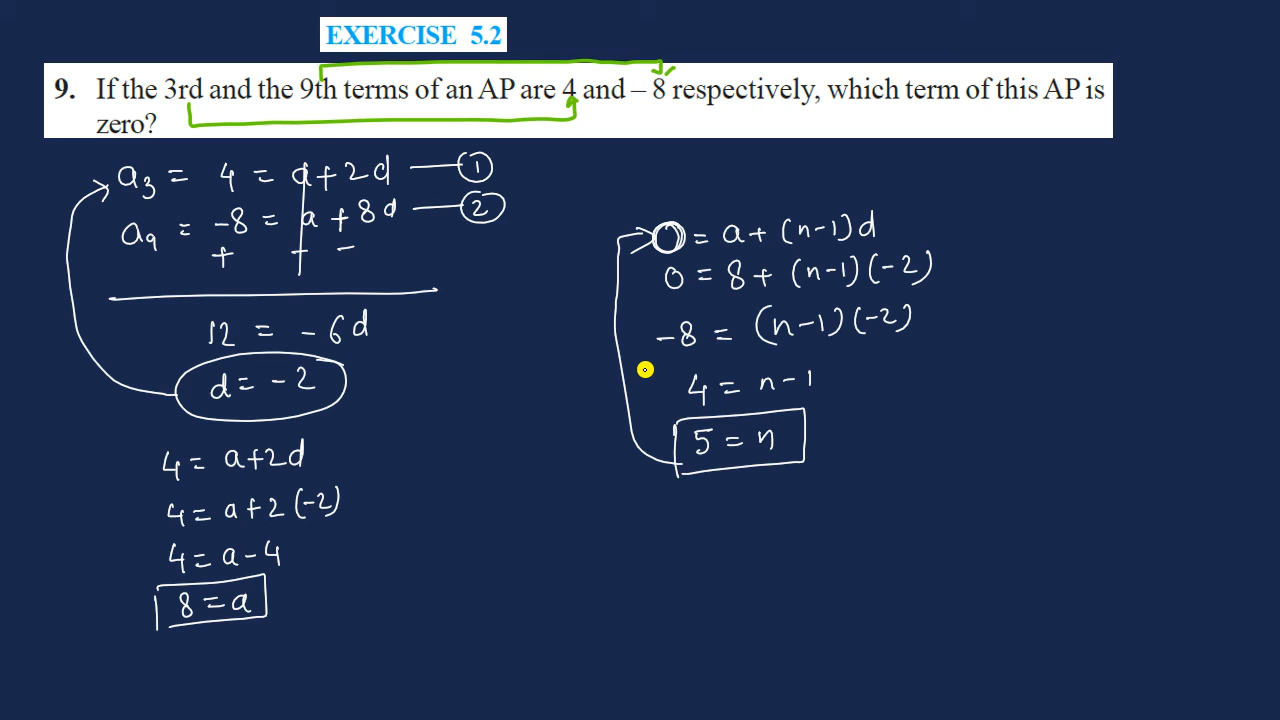 EXERCISE 5.2
9. If the 3rd and the 9th terms of an AP are 4 and – 8 respectively, which term of this AP is
zero?
a₃ = 4 = a + 2d ①
a₉ = -8 = a + 8d ②
+ - -
12 = - 6d
d = - 2
4 = a+2d
4 = a+2 (-2)
4 = a - 4
8 = a
0 = a + (n-1)d
0 = 8 + (n-1)(-2)
-8 = (n-1)(-2)
4 = n - 1
5 = n